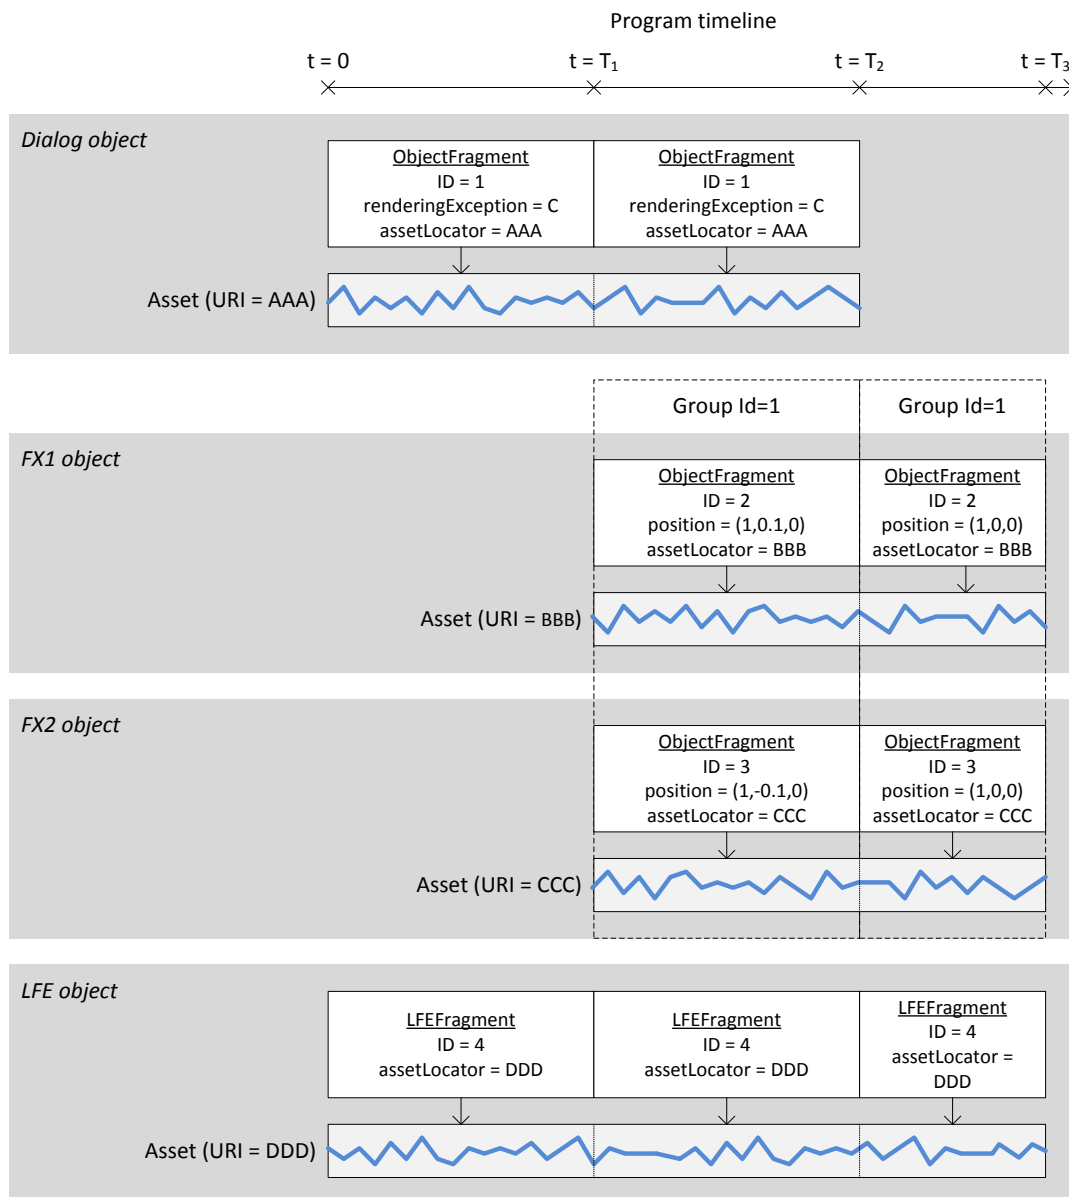 Program timeline
t = 0
t = T₁
t = T₂
t = T₃
Dialog object
ObjectFragment
ID = 1
renderingException = C
assetLocator = AAA
ObjectFragment
ID = 1
renderingException = C
assetLocator = AAA
Asset (URI = AAA)
Group Id=1
Group Id=1
FX1 object
ObjectFragment
ID = 2
position = (1,0.1,0)
assetLocator = BBB
ObjectFragment
ID = 2
position = (1,0,0)
assetLocator = BBB
Asset (URI = BBB)
FX2 object
ObjectFragment
ID = 3
position = (1,-0.1,0)
assetLocator = CCC
ObjectFragment
ID = 3
position = (1,0,0)
assetLocator = CCC
Asset (URI = CCC)
LFE object
LFEFragment
ID = 4
assetLocator = DDD
LFEFragment
ID = 4
assetLocator = DDD
LFEFragment
ID = 4
assetLocator =
DDD
Asset (URI = DDD)